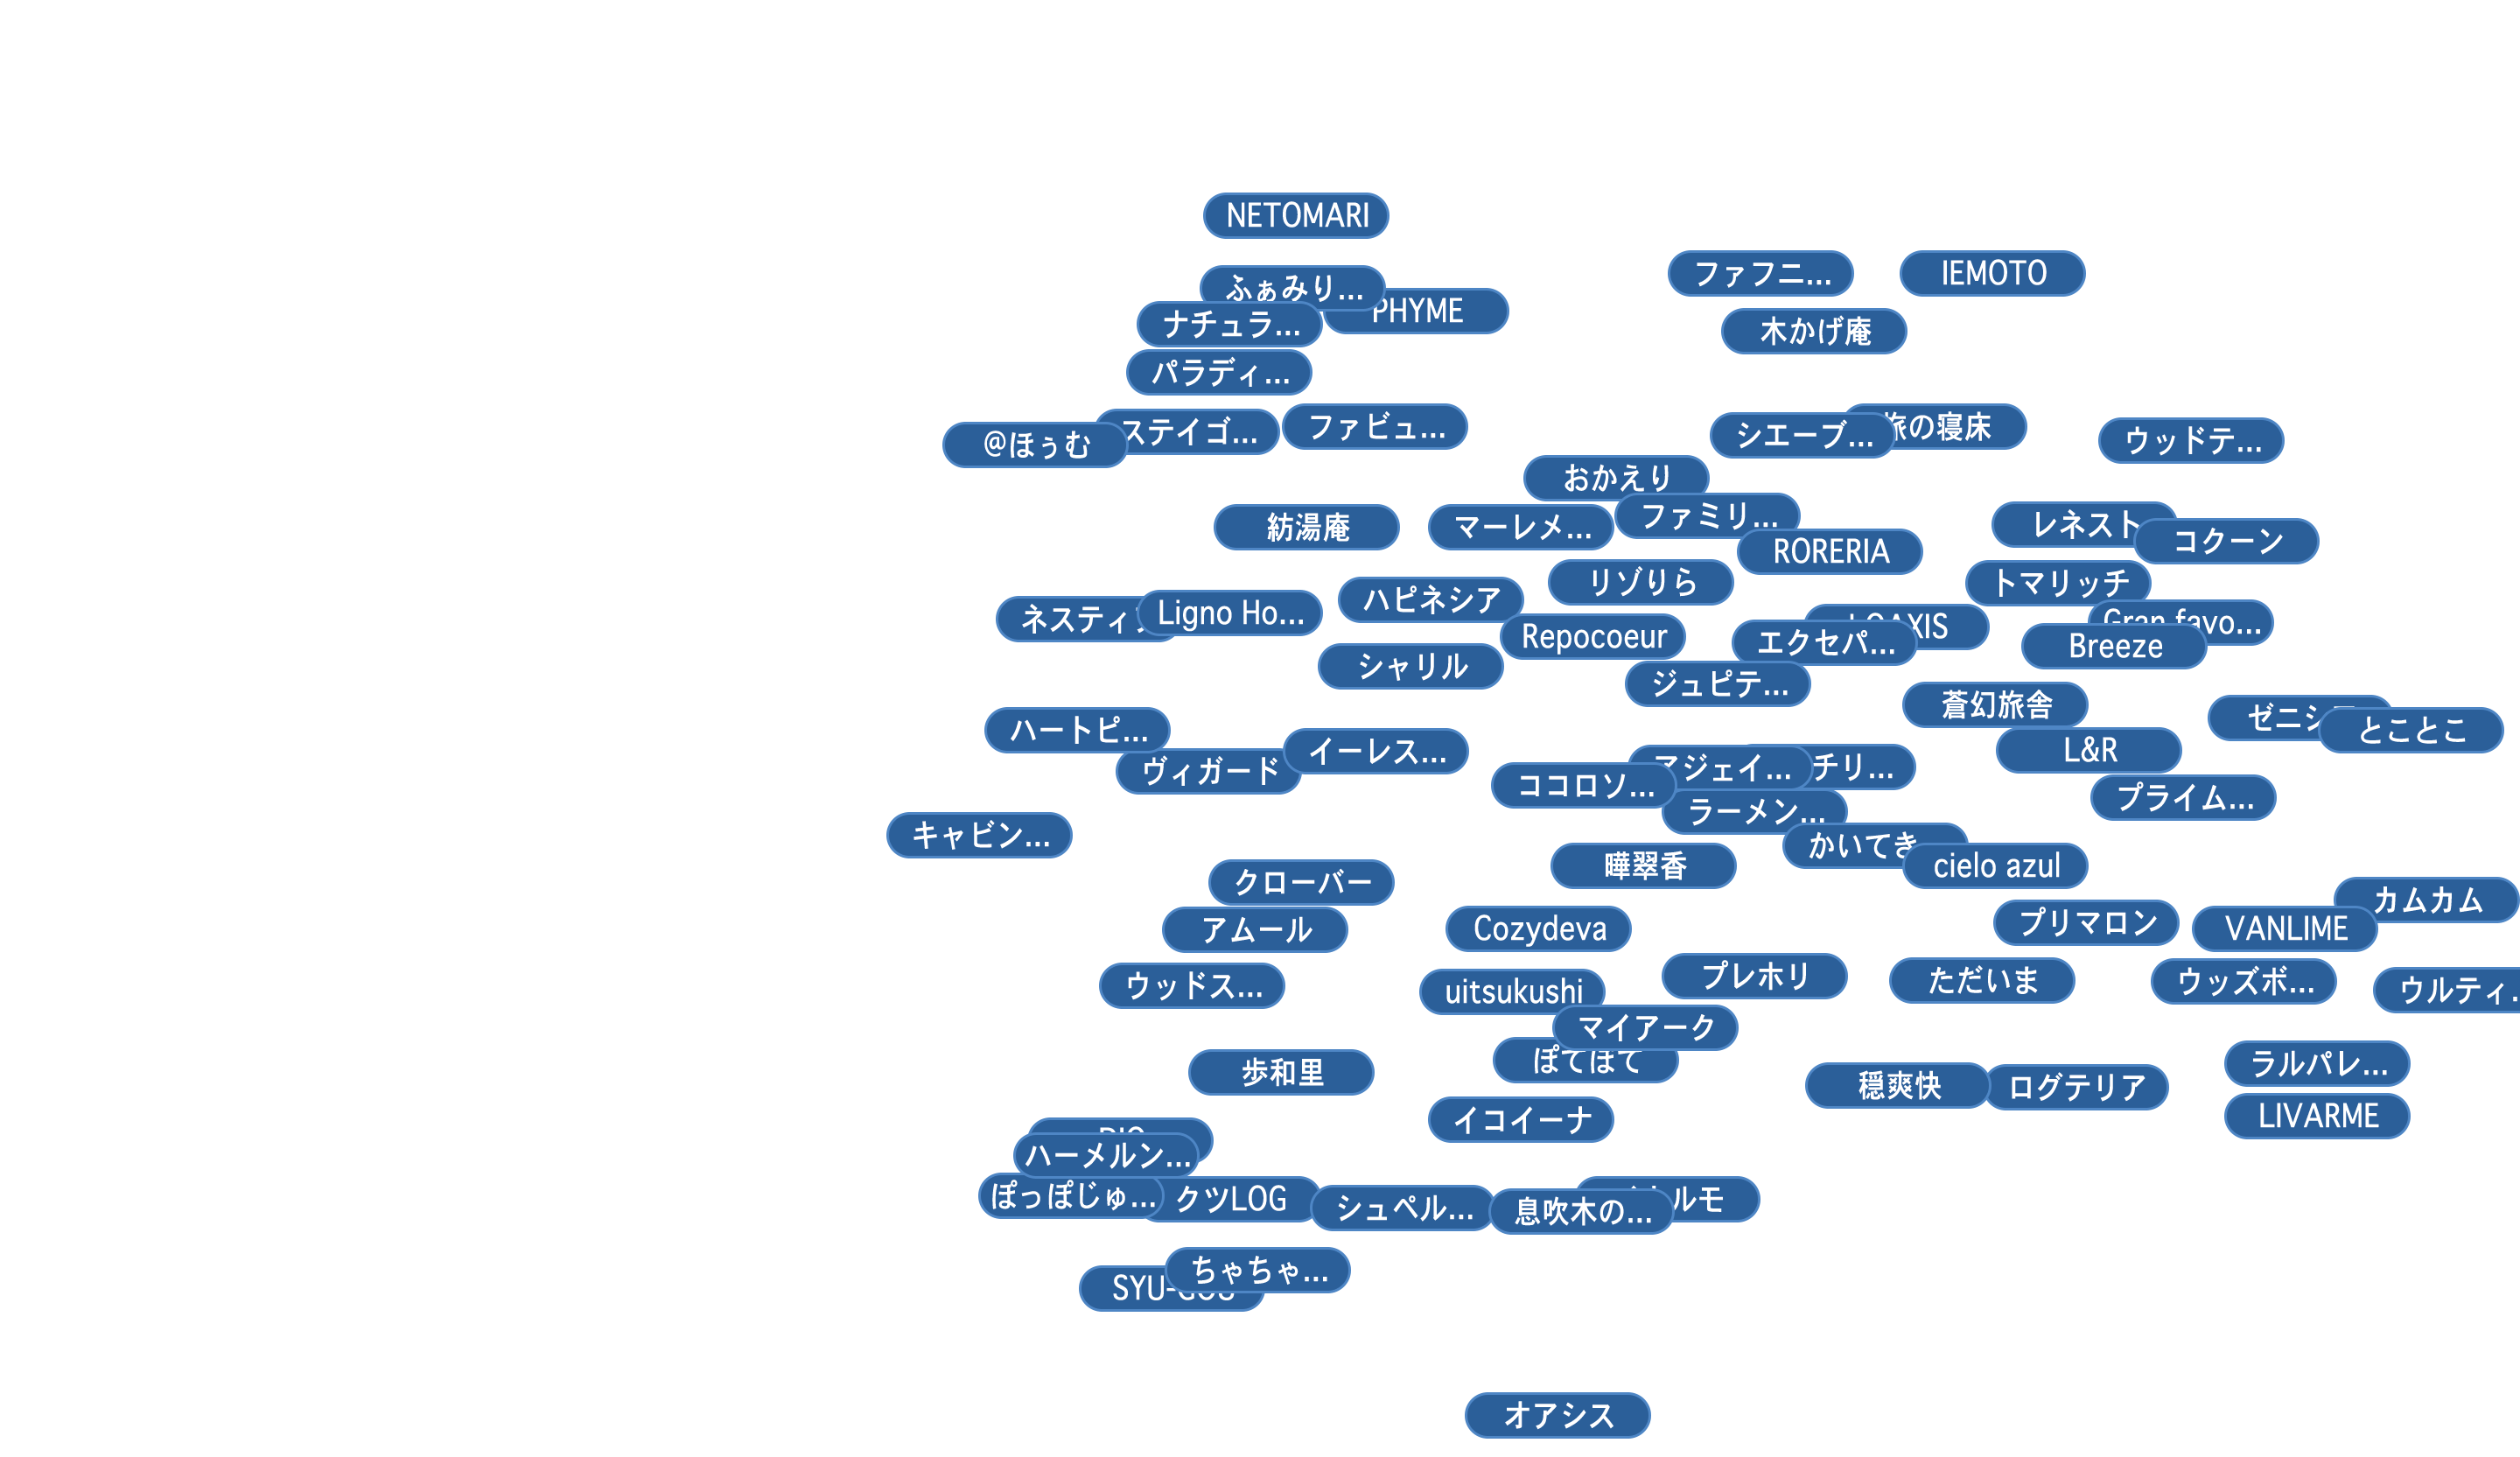 NETOMARI
ファフニ...
IEMOTO
ふぁみり...
PHYME
ナチュラ...
木かげ庵
パラディ...
ファビュ...
ステイゴ...
シエーブ...
旅の寝床
ウッドテ...
@ほぅむ
おかえり
ファミリ...
紡湯庵
マーレメ...
レネスト
コクーン
RORERIA
リゾりら
トマリッチ
ハピネシア
ネスティ
Ligno Ho...
Gran favo...
Repocoeur
エクセパ...
Breeze
シャリル
ジュピテ...
蒼幻旅舎
ゼニシ
とことこ
ハートピ...
イーレス...
L&R
ヴィガード
マジェイ...
チリ...
ココロソ...
プライム...
ラーメン...
キャビン...
かいてき
cielo azul
曄翠香
クローバー
カムカム
アムール
Cozydeva
プリマロン
VANLIME
ウッドス...
uitsukushi
プレホリ
ただいま
ウッズボ...
ウルティ..
マイアーク
ぽてぽて
歩和里
穏爽快
ログテリア
ラルパレ...
イコイーナ
LIVARME
ハーメルン...
ぽっぽじゅ...
クツLOG
シュペル...
息吹木の...
ルモ
ちゃちゃ...
SYU-
オアシス